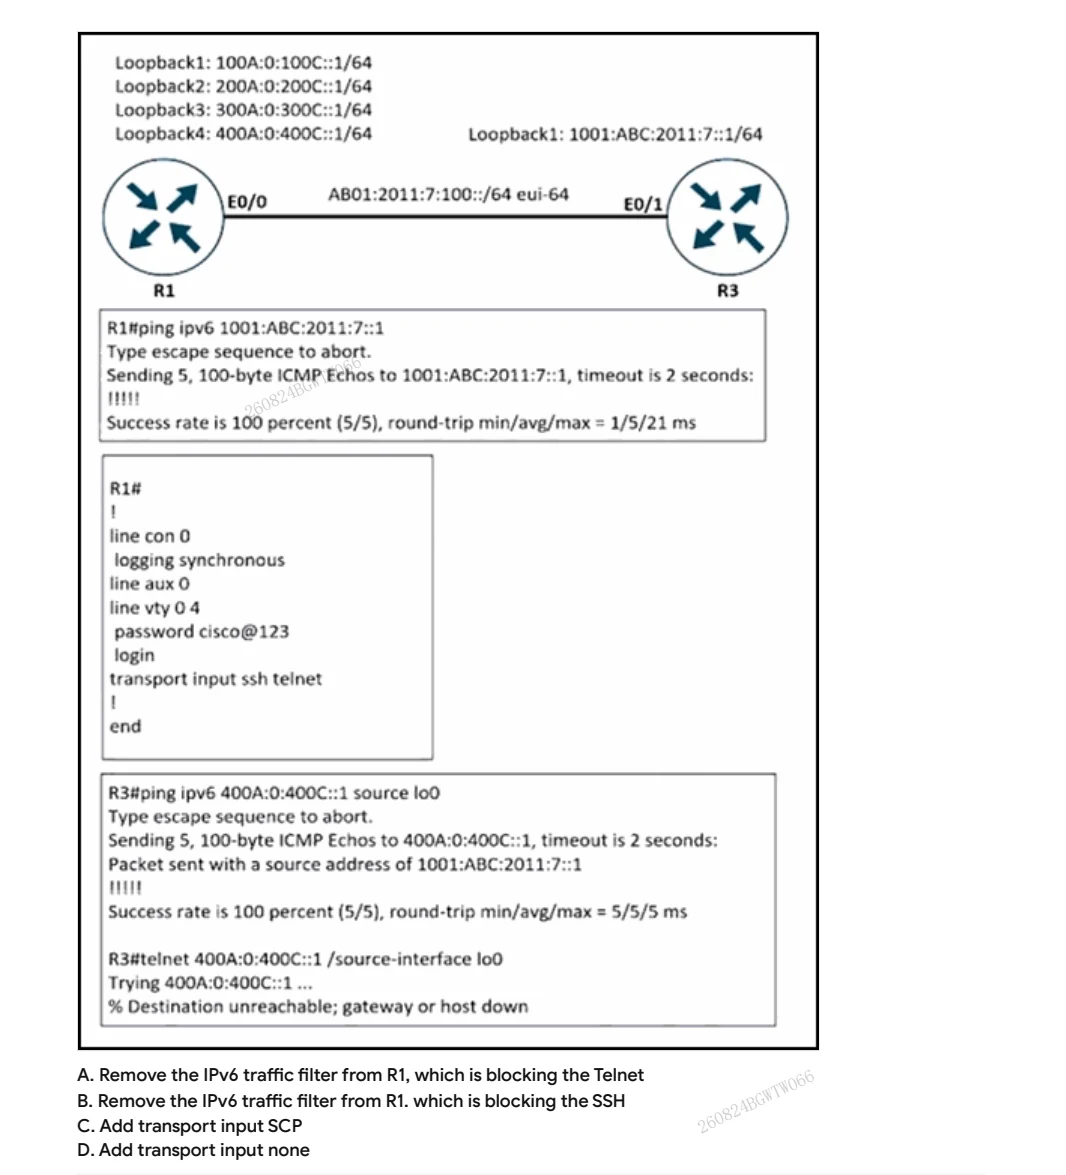 Loopback1: 100A:0:100C::1/64
Loopback2: 200A:0:200C::1/64
Loopback3: 300A:0:300C::1/64
Loopback4: 400A:0:400C::1/64
Loopback1: 1001:ABC:2011:7::1/64
E0/0
AB01:2011:7:100::/64 eui-64
E0/1
R1
R3
R1#ping ipv6 1001:ABC:2011:7::1
Type escape sequence to abort.
Sending 5, 100-byte ICMP Echos to 1001:ABC:2011:7::1, timeout is 2 seconds:
!!!!!
Success rate is 100 percent (5/5), round-trip min/avg/max = 1/5/21 ms
260824BGWTW066
R1#
!
line con 0
logging synchronous
line aux 0
line vty 0 4
password cisco@123
login
transport input ssh telnet
!
end
R3#ping ipv6 400A:0:400C::1 source lo0
Type escape sequence to abort.
Sending 5, 100-byte ICMP Echos to 400A:0:400C::1, timeout is 2 seconds:
Packet sent with a source address of 1001:ABC:2011:7::1
!!!!!
Success rate is 100 percent (5/5), round-trip min/avg/max = 5/5/5 ms
R3#telnet 400A:0:400C::1 /source-interface lo0
Trying 400A:0:400C::1 ...
% Destination unreachable; gateway or host down
A. Remove the IPv6 traffic filter from R1, which is blocking the Telnet
B. Remove the IPv6 traffic filter from R1. which is blocking the SSH
C. Add transport input SCP
D. Add transport input none
260824BGWTW066